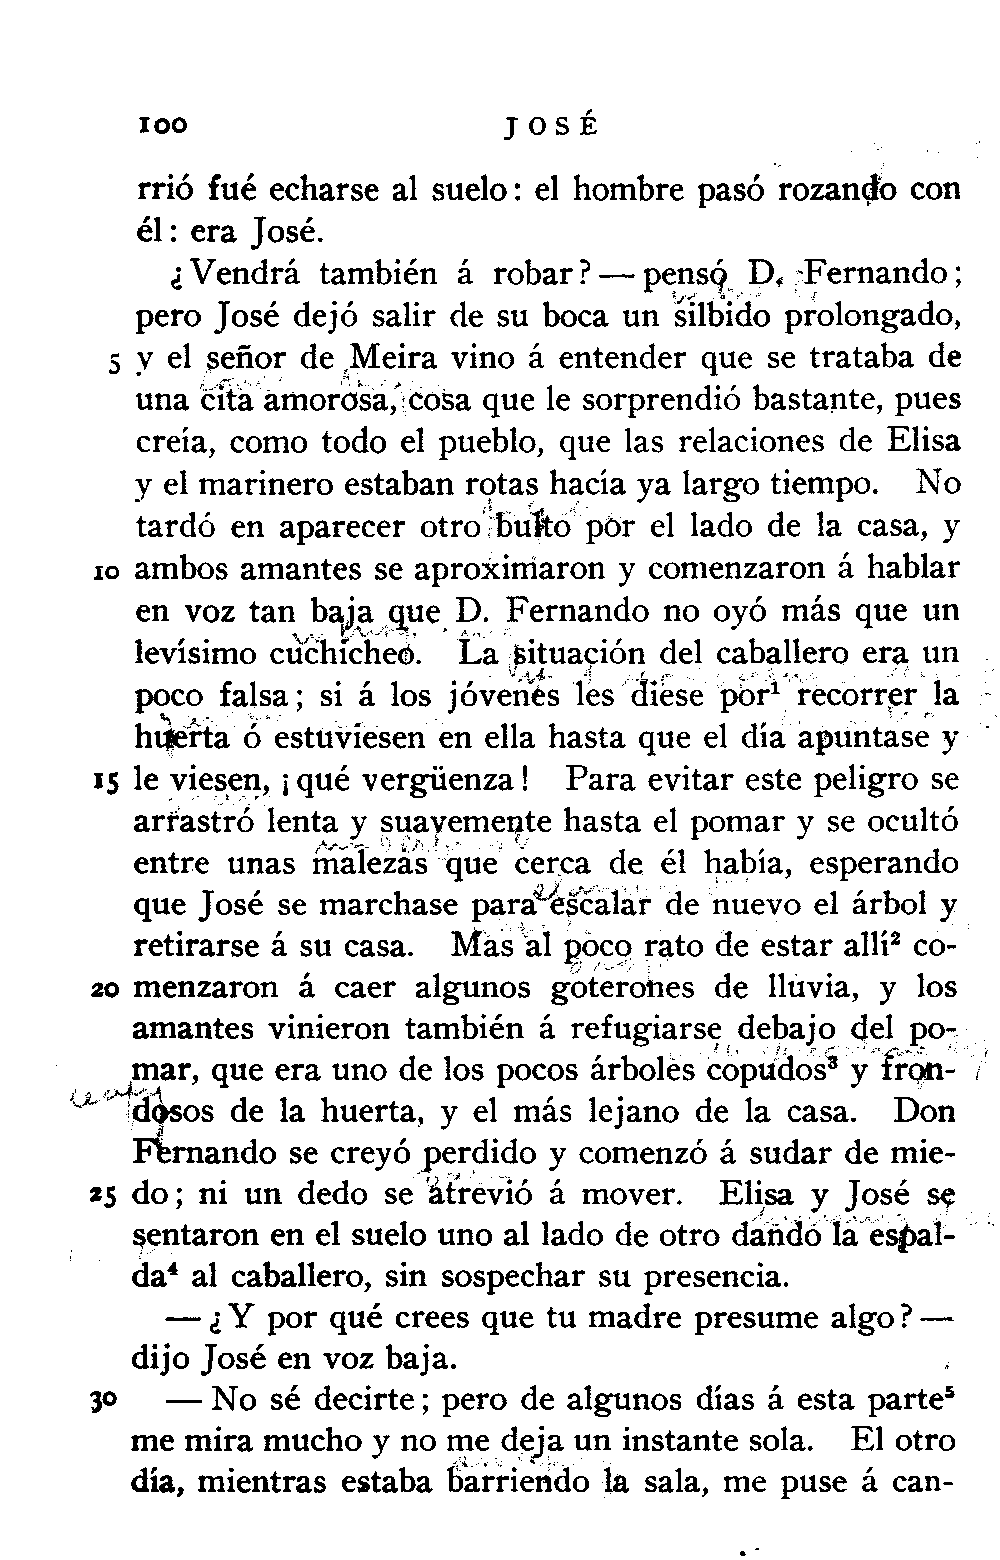 100 JOSÉ
rrió fué echarse al suelo: el hombre pasó rozando con
él: era José.
¿Vendrá también á robar?—pensó D. Fernando;
pero José dejó salir de su boca un silbido prolongado,
5 y el señor de Meira vino á entender que se trataba de
una cita amorosa, cosa que le sorprendió bastante, pues
creía, como todo el pueblo, que las relaciones de Elisa
y el marinero estaban rotas hacía ya largo tiempo. No
tardó en aparecer otro bulto por el lado de la casa, y
10 ambos amantes se aproximaron y comenzaron á hablar
en voz tan baja que D. Fernando no oyó más que un
levísimo cuchicheo. La situación del caballero era un
poco falsa; si á los jóvenes les diese por¹ recorrer la
huerta ó estuviesen en ella hasta que el día apuntase y
15 le viesen, ¡qué vergüenza! Para evitar este peligro se
arrastró lenta y suavemente hasta el pomar y se ocultó
entre unas malezas que cerca de él había, esperando
que José se marchase para escalar de nuevo el árbol y
retirarse á su casa. Mas al poco rato de estar allí² co-
20 menzaron á caer algunos goterones de lluvia, y los
amantes vinieron también á refugiarse debajo del po-
mar, que era uno de los pocos árboles copudos³ y fron-
dosos de la huerta, y el más lejano de la casa. Don
Fernando se creyó perdido y comenzó á sudar de mie-
25 do; ni un dedo se atrevió á mover. Elisa y José se
sentaron en el suelo uno al lado de otro dando la espal-
da⁴ al caballero, sin sospechar su presencia.
—¿Y por qué crees que tu madre presume algo?—
dijo José en voz baja.
30 —No sé decirte; pero de algunos días á esta parte⁵
me mira mucho y no me deja un instante sola. El otro
día, mientras estaba barriendo la sala, me puse á can-